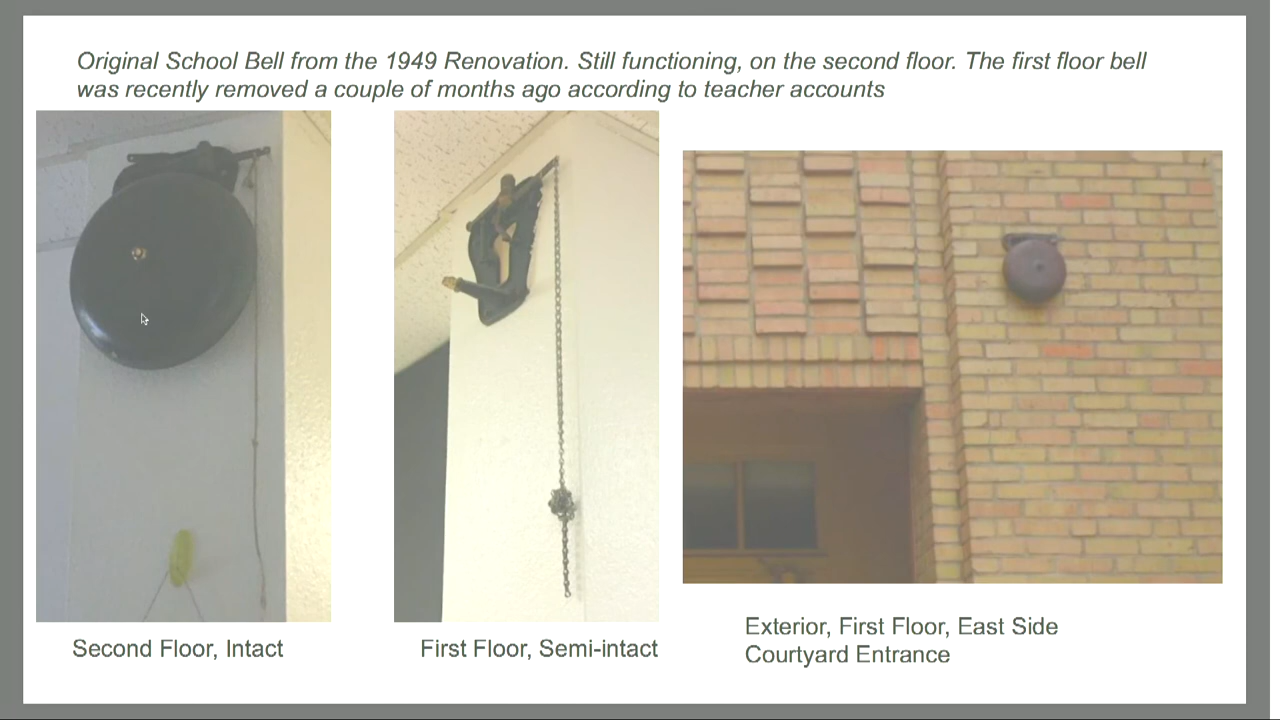 Original School Bell from the 1949 Renovation. Still functioning, on the second floor. The first floor bell
was recently removed a couple of months ago according to teacher accounts
Second Floor, Intact
First Floor, Semi-intact
Exterior, First Floor, East Side
Courtyard Entrance